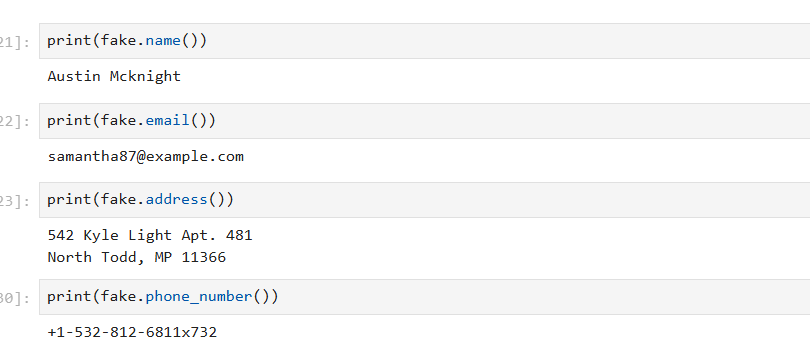 21]: print(fake.name())
Austin Mcknight
22]: print(fake.email())
samantha87@example.com
23]: print(fake.address())
542 Kyle Light Apt. 481
North Todd, MP 11366
30]: print(fake.phone_number())
+1-532-812-6811x732